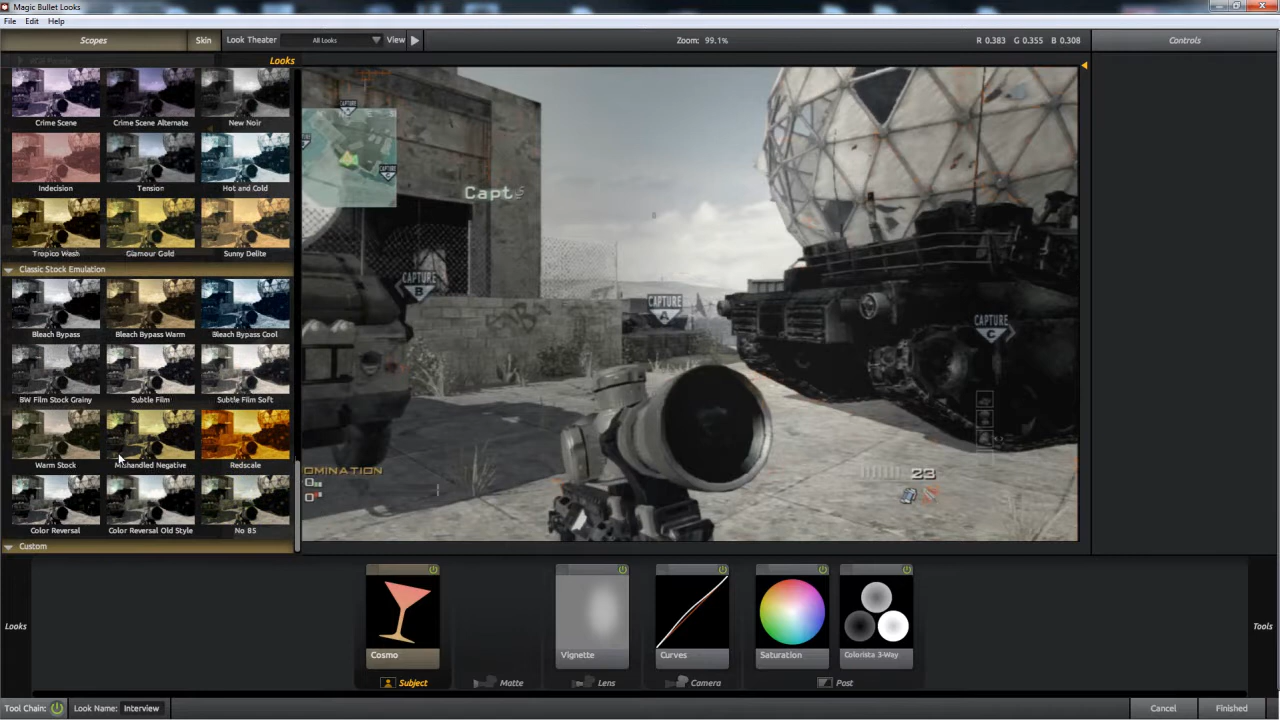 Magic Bullet Looks
File Edit Help
Scopes Skin Look Theater All Looks View Zoom: 99.1% R 0.383 G 0.355 B 0.308 Controls
Looks
Crime Scene Crime Scene Alternate New Noir
Indecision Tension Hot and Cold
Tropico Wash Glamour Gold Sunny Delite
Classic Stock Emulation
Bleach Bypass Bleach Bypass Warm Bleach Bypass Cool
BW Film Stock Grainy Subtle Film Subtle Film Soft
Warm Stock Mishandled Negative Redscale
Color Reversal Color Reversal Old Style No 85
Custom
CAPTURE
CAPTURE
Capt
CAPTURE
B
CAPTURE
A
CAPTURE
C
OMINATION
23
Looks
Cosmo Vignette Curves Saturation Colorista 3-Way
Tools
Subject Matte Lens Camera Post
Tool Chain: Look Name: Interview Cancel Finished